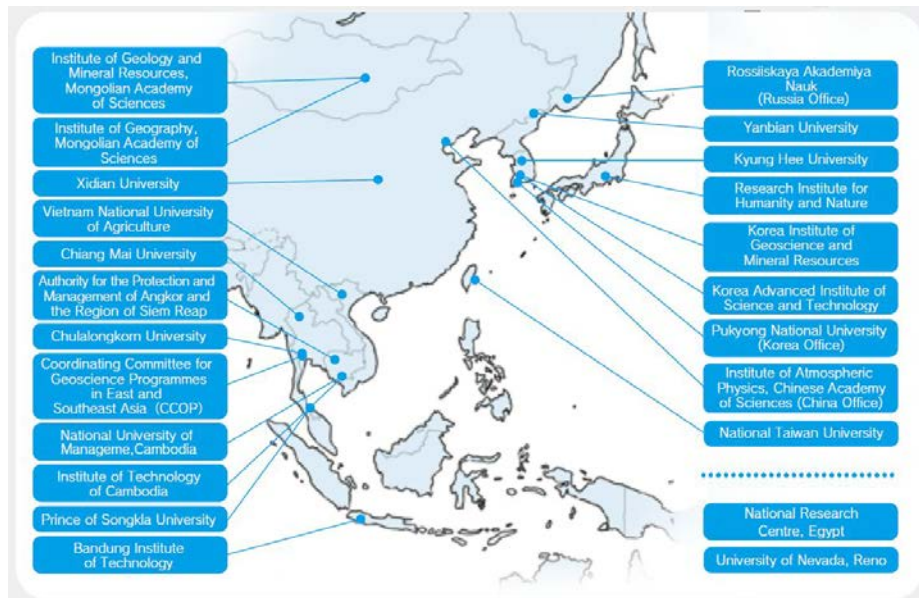 Institute of Geology and
Mineral Resources,
Mongolian Academy
of Sciences
Institute of Geography,
Mongolian Academy of
Sciences
Xidian University
Vietnam National University
of Agriculture
Chiang Mai University
Authority for the Protection and
Management of Angkor and
the Region of Siem Reap
Chulalongkorn University
Coordinating Committee for
Geoscience Programmes
in East and
Southeast Asia (CCOP)
National University of
Manageme,Cambodia
Institute of Technology
of Cambodia
Prince of Songkla University
Bandung Institute
of Technology
Rossiiskaya Akademiya
Nauk
(Russia Office)
Yanbian University
Kyung Hee University
Research Institute for
Humanity and Nature
Korea Institute of
Geoscience and
Mineral Resources
Korea Advanced Institute of
Science and Technology
Pukyong National University
(Korea Office)
Institute of Atmospheric
Physics, Chinese Academy
of Sciences (China Office)
National Taiwan University
National Research
Centre, Egypt
University of Nevada, Reno